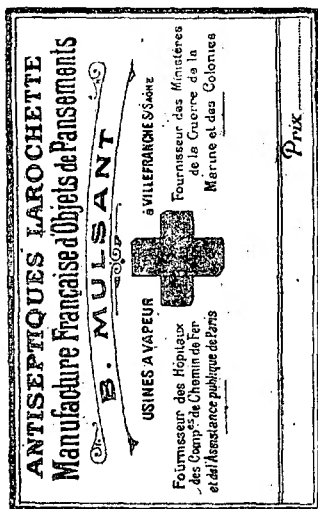 ANTISEPTIQUES LAROCHETTE
Manufacture Française d'Objets de Pansements
B. MULSANT
USINES A VAPEUR à VILLEFRANCHE S/SAÔNE
Fournisseur des Hôpitaux
des Comp.es de Chemin de Fer
et de l'Assistance publique de Paris
Fournisseur des Ministères
de la Guerre de la
Marine et des Colonies
Prix